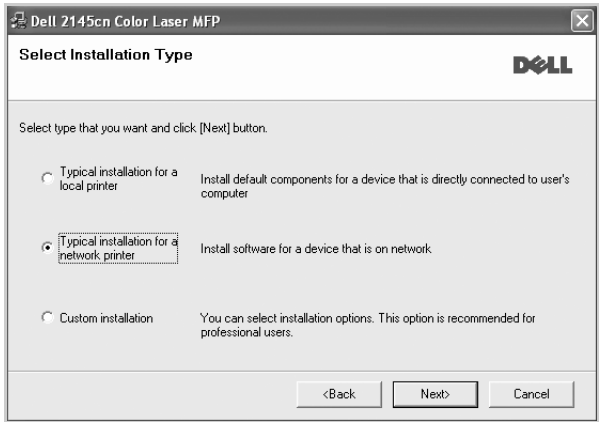 Dell 2145cn Color Laser MFP
Select Installation Type
DELL
Select type that you want and click [Next] button.
Typical installation for a
local printer
Install default components for a device that is directly connected to user's
computer
Typical installation for a
network printer
Install software for a device that is on network
Custom installation
You can select installation options. This option is recommended for
professional users.
<Back
Next>
Cancel